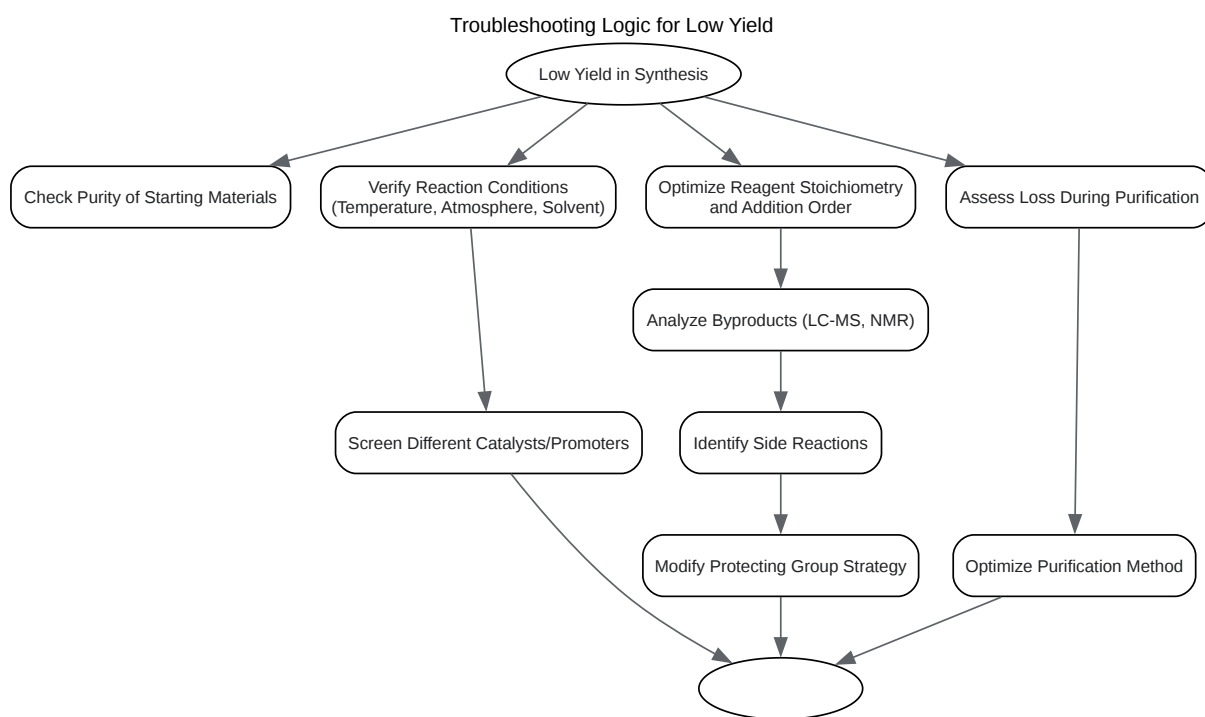 Troubleshooting Logic for Low Yield
Low Yield in Synthesis
Check Purity of Starting Materials
Verify Reaction Conditions
(Temperature, Atmosphere, Solvent)
Optimize Reagent Stoichiometry
and Addition Order
Assess Loss During Purification
Analyze Byproducts (LC-MS, NMR)
Screen Different Catalysts/Promoters
Identify Side Reactions
Modify Protecting Group Strategy
Optimize Purification Method